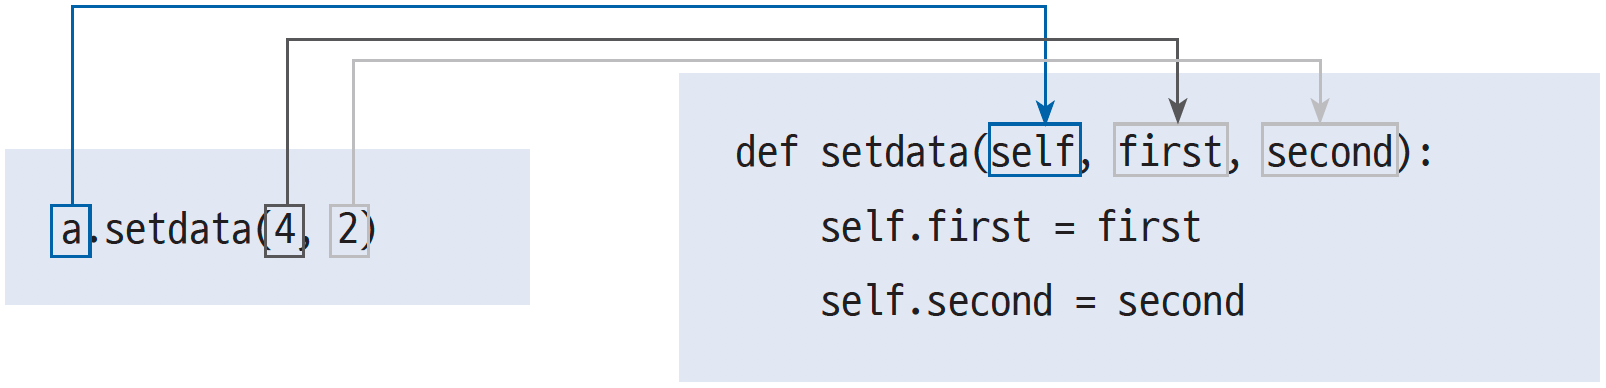 a.setdata(4, 2)
def setdata(self, first, second):
self.first = first
self.second = second